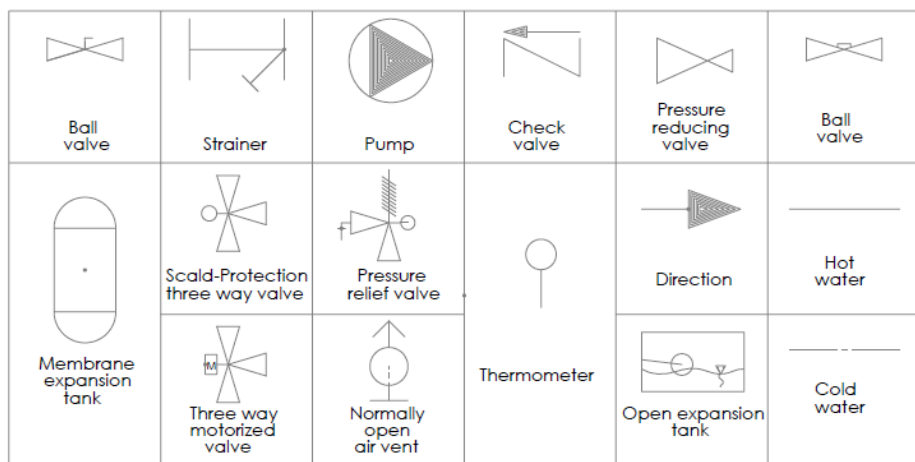 Ball
valve
Strainer
Pump
Check
valve
Pressure
reducing
valve
Ball
valve
Membrane
expansion
tank
Scald-Protection
three way valve
Pressure
relief valve
Thermometer
Direction
Hot
water
M
Three way
motorized
valve
Normally
open
air vent
Open expansion
tank
Cold
water